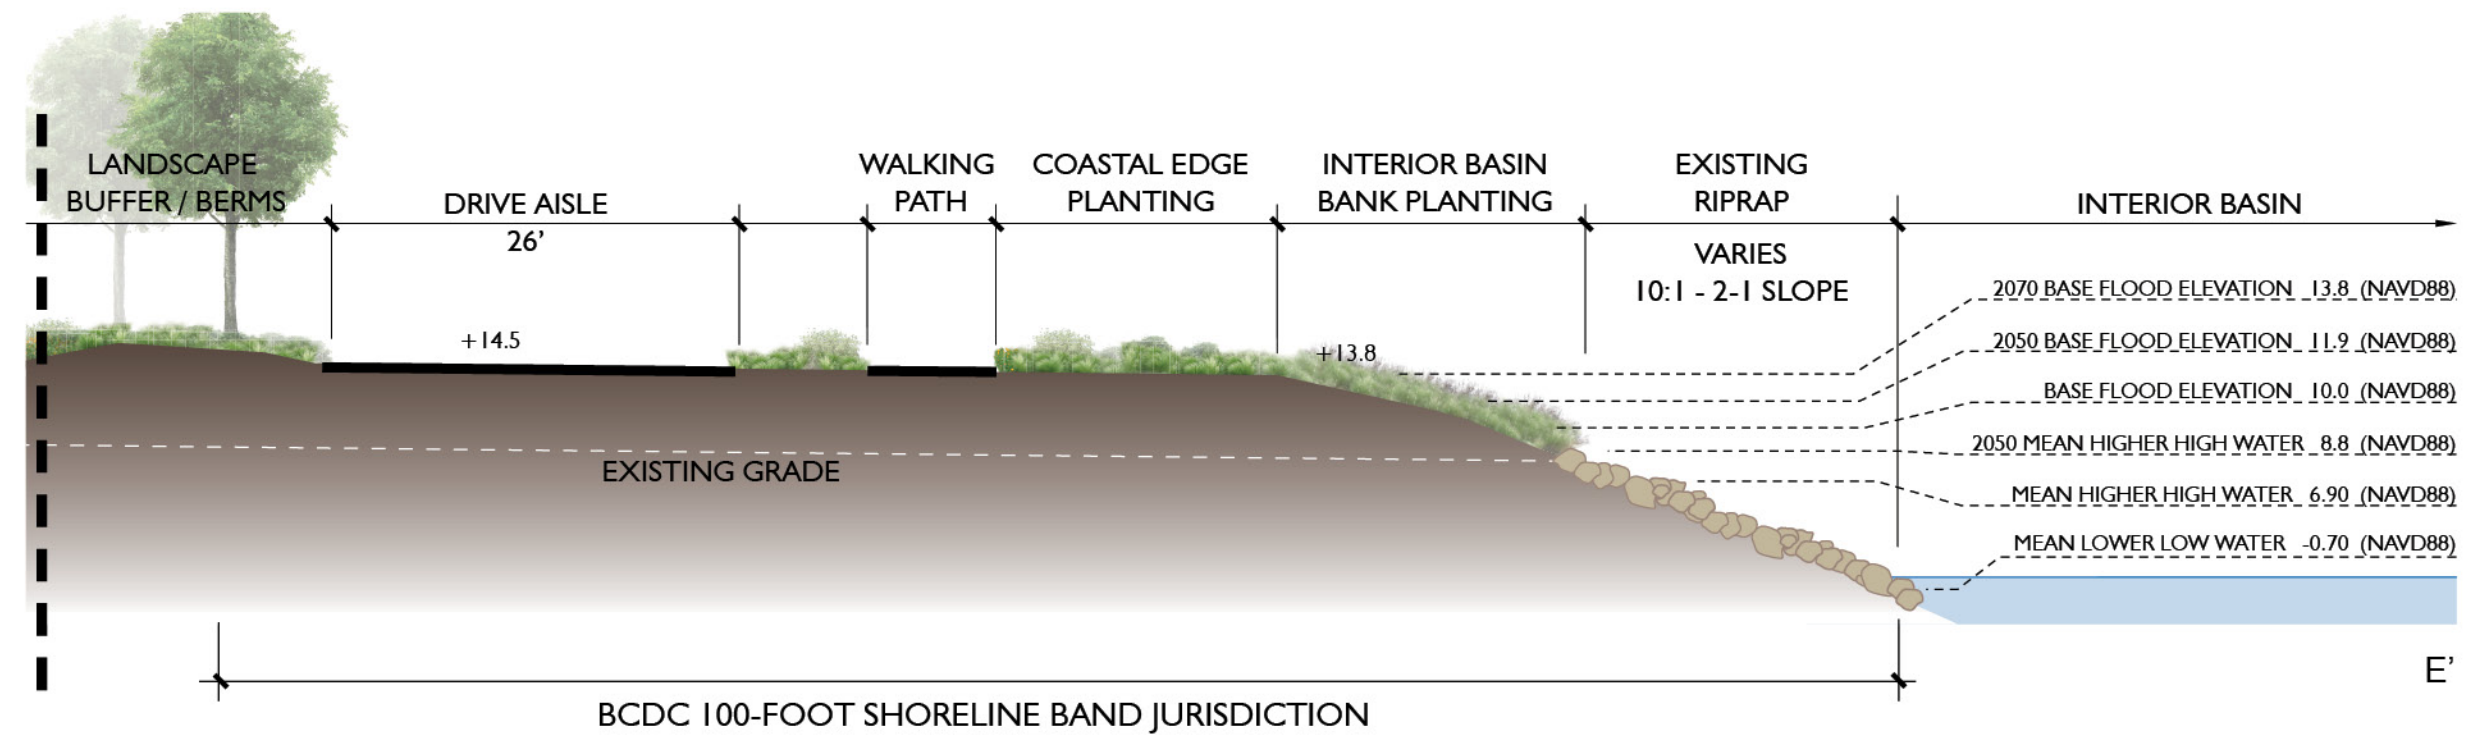 LANDSCAPE
BUFFER / BERMS
DRIVE AISLE
26'
WALKING
PATH
COASTAL EDGE
PLANTING
INTERIOR BASIN
BANK PLANTING
EXISTING
RIPRAP
VARIES
10:1 - 2-1 SLOPE
INTERIOR BASIN
2070 BASE FLOOD ELEVATION 13.8 (NAVD88)
2050 BASE FLOOD ELEVATION 11.9 (NAVD88)
BASE FLOOD ELEVATION 10.0 (NAVD88)
2050 MEAN HIGHER HIGH WATER 8.8 (NAVD88)
MEAN HIGHER HIGH WATER 6.90 (NAVD88)
MEAN LOWER LOW WATER -0.70 (NAVD88)
+14.5
+13.8
EXISTING GRADE
E'
BCDC 100-FOOT SHORELINE BAND JURISDICTION